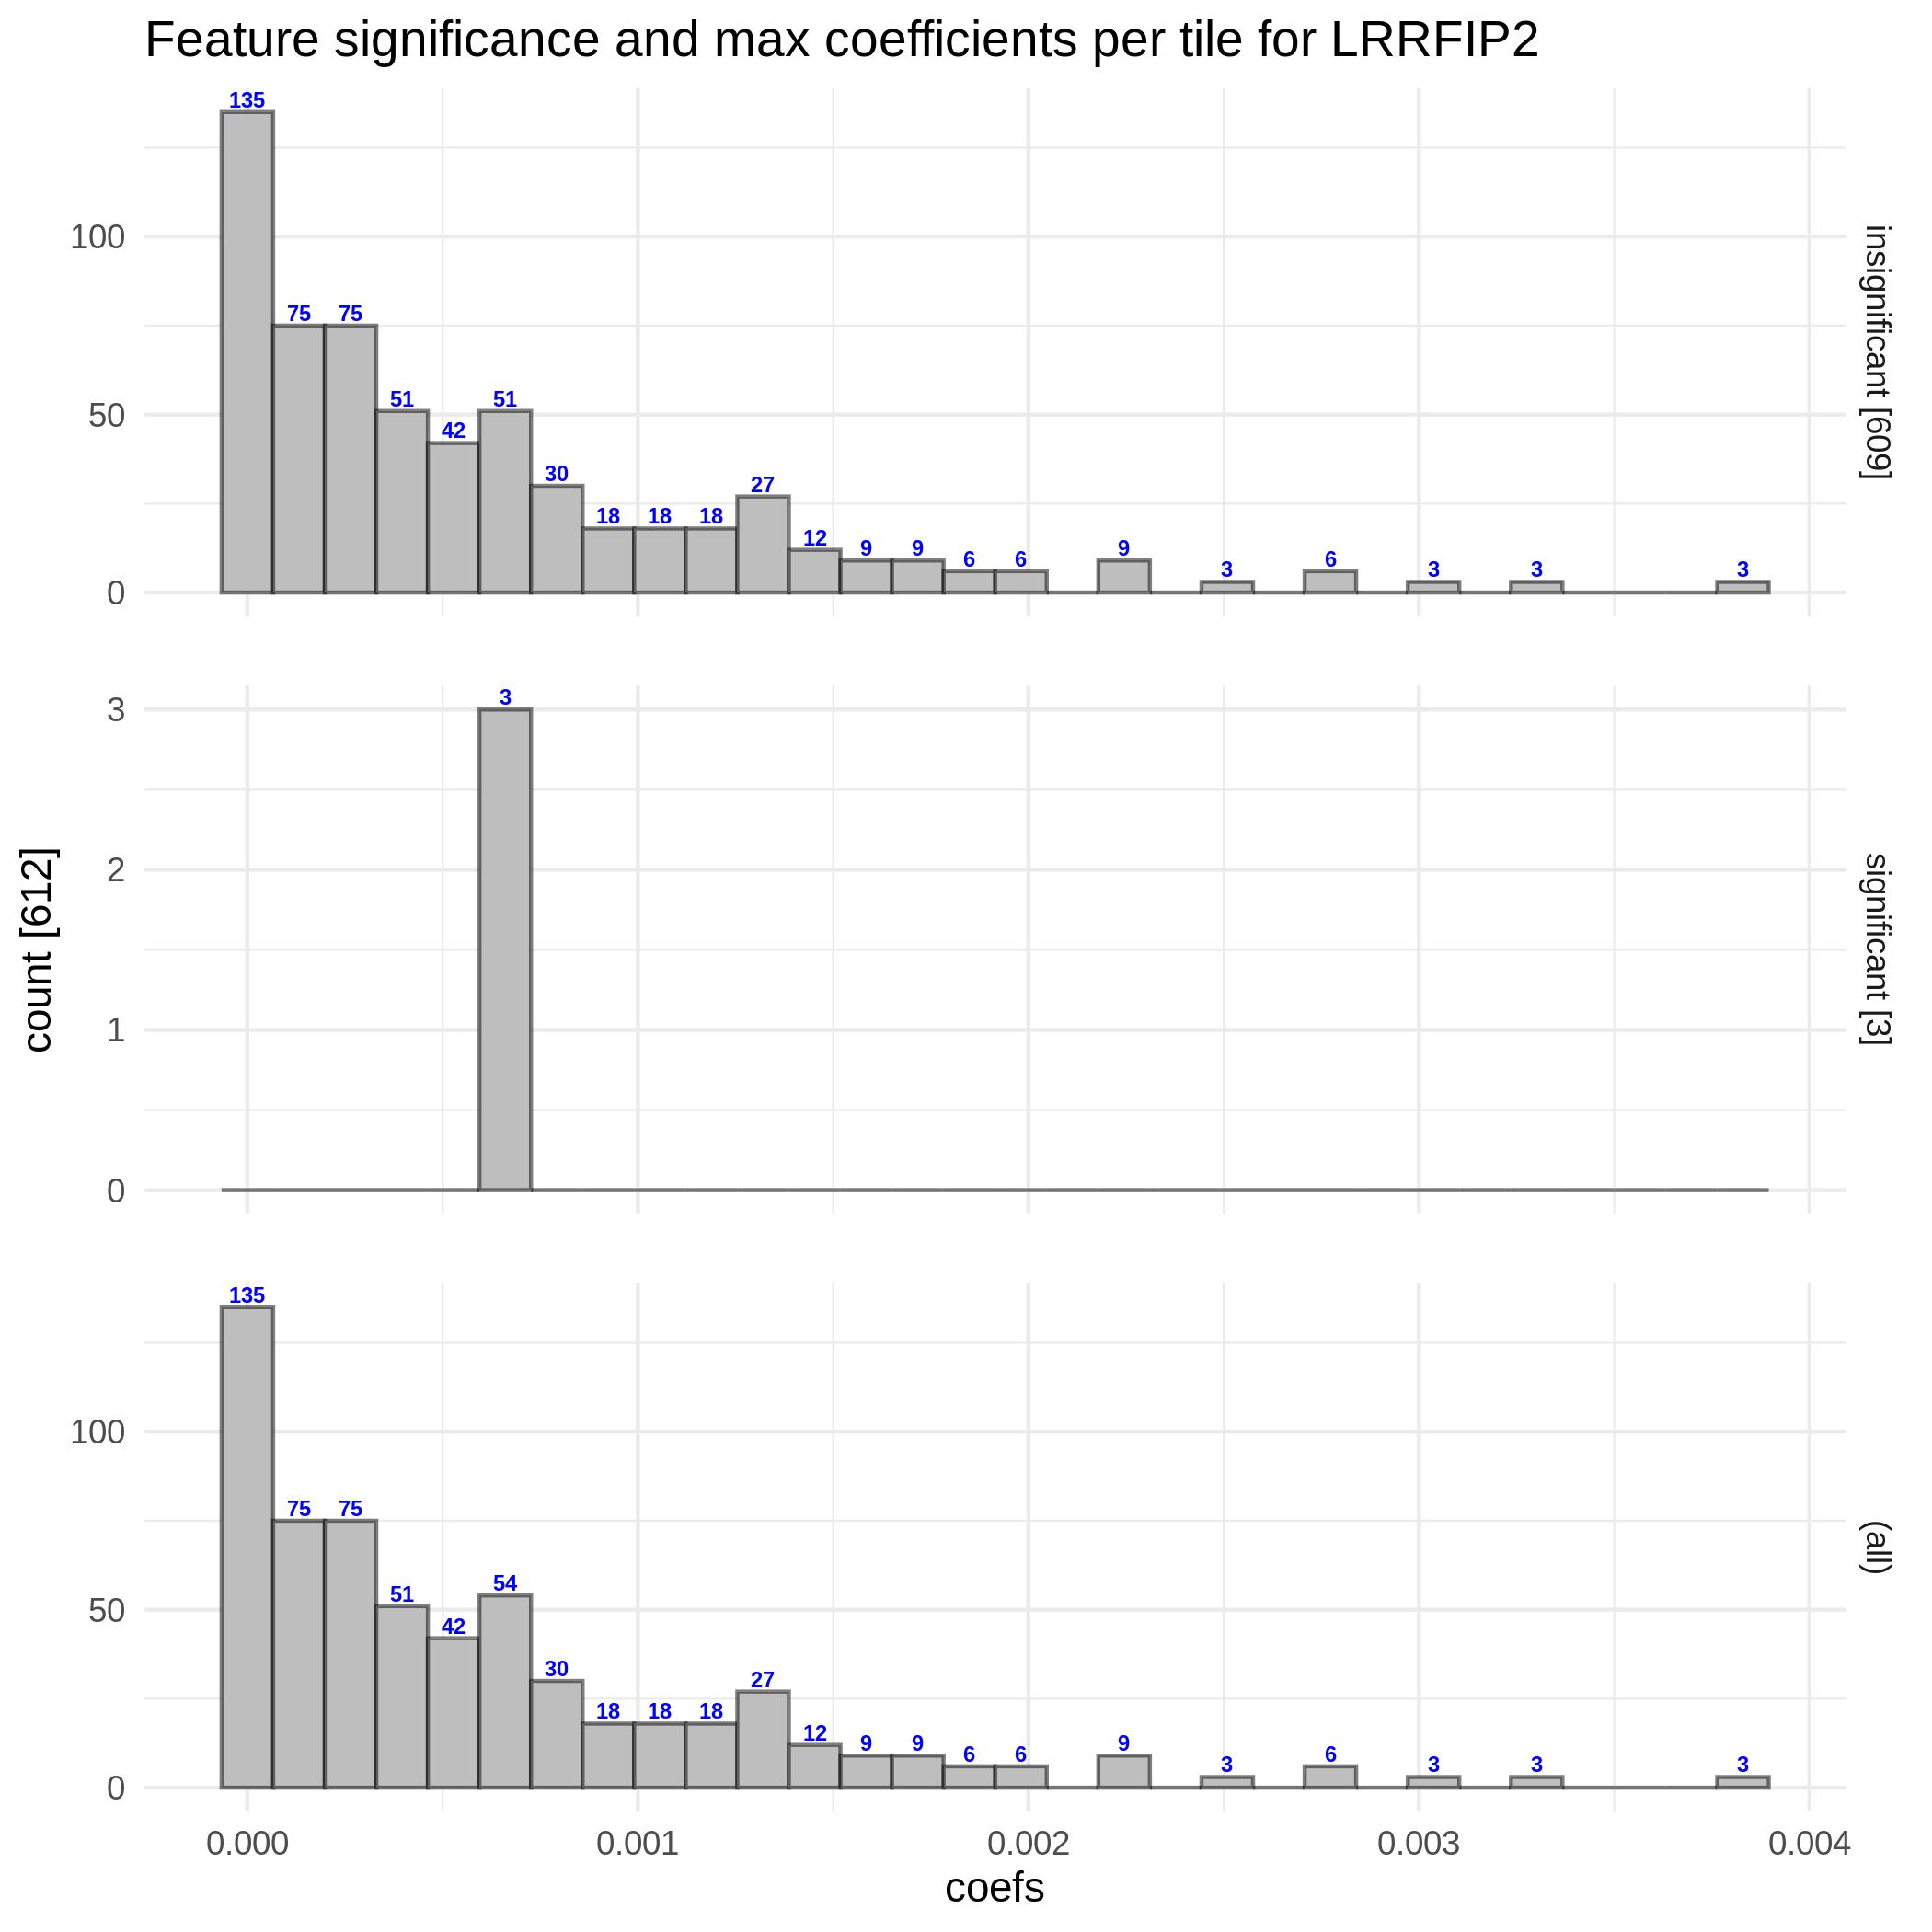 Feature significance and max coefficients per tile for LRRFIP2
135
75 75
51 42 51
30 18 18 18 27 12 9 9 6 6 9 3 6 3 3 3
100
50
0
insignificant [609]
3
3
2
1
0
significant [3]
count [612]
135
75 75
51 42 54
30 18 18 18 27 12 9 9 6 6 9 3 6 3 3 3
100
50
0
(all)
0.000 0.001 0.002 0.003 0.004
coefs